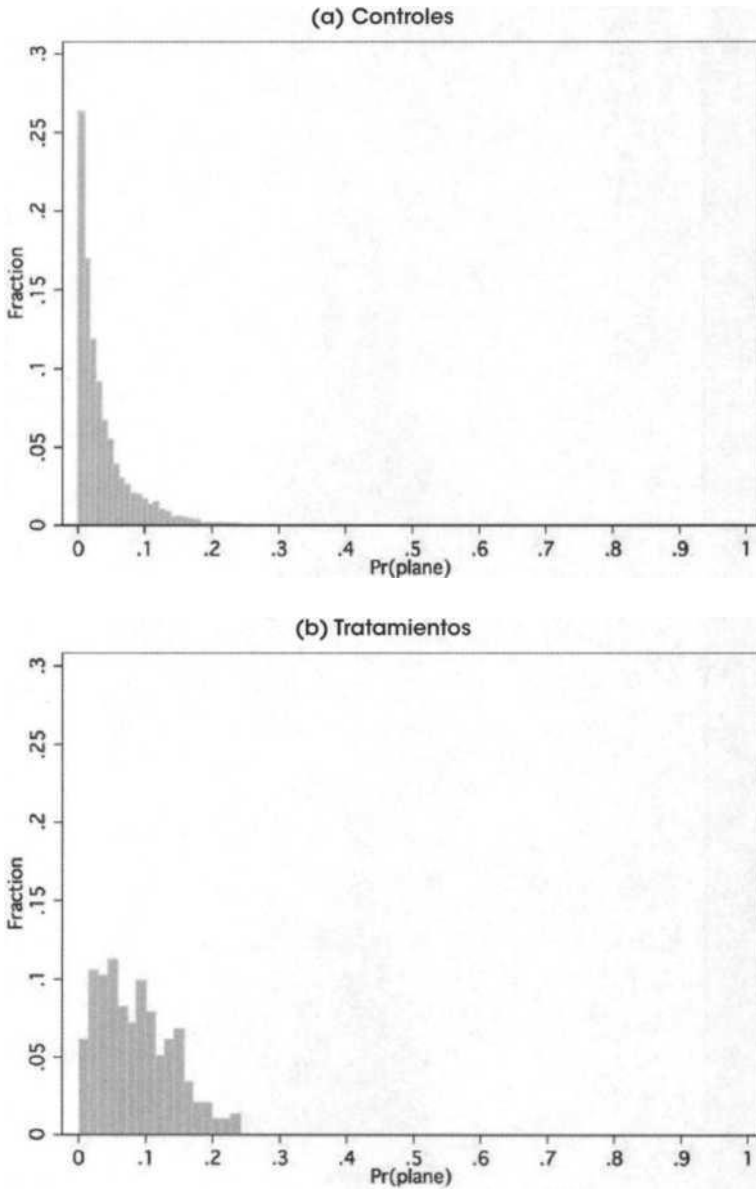 (a) Controles
.3
.25
.2
.15
.1
.05
0
Fraction
0 .1 .2 .3 .4 .5 .6 .7 .8 .9 1
Pr(plane)
(b) Tratamientos
.3
.25
.2
.15
.1
.05
0
Fraction
0 .1 .2 .3 .4 .5 .6 .7 .8 .9 1
Pr(plane)